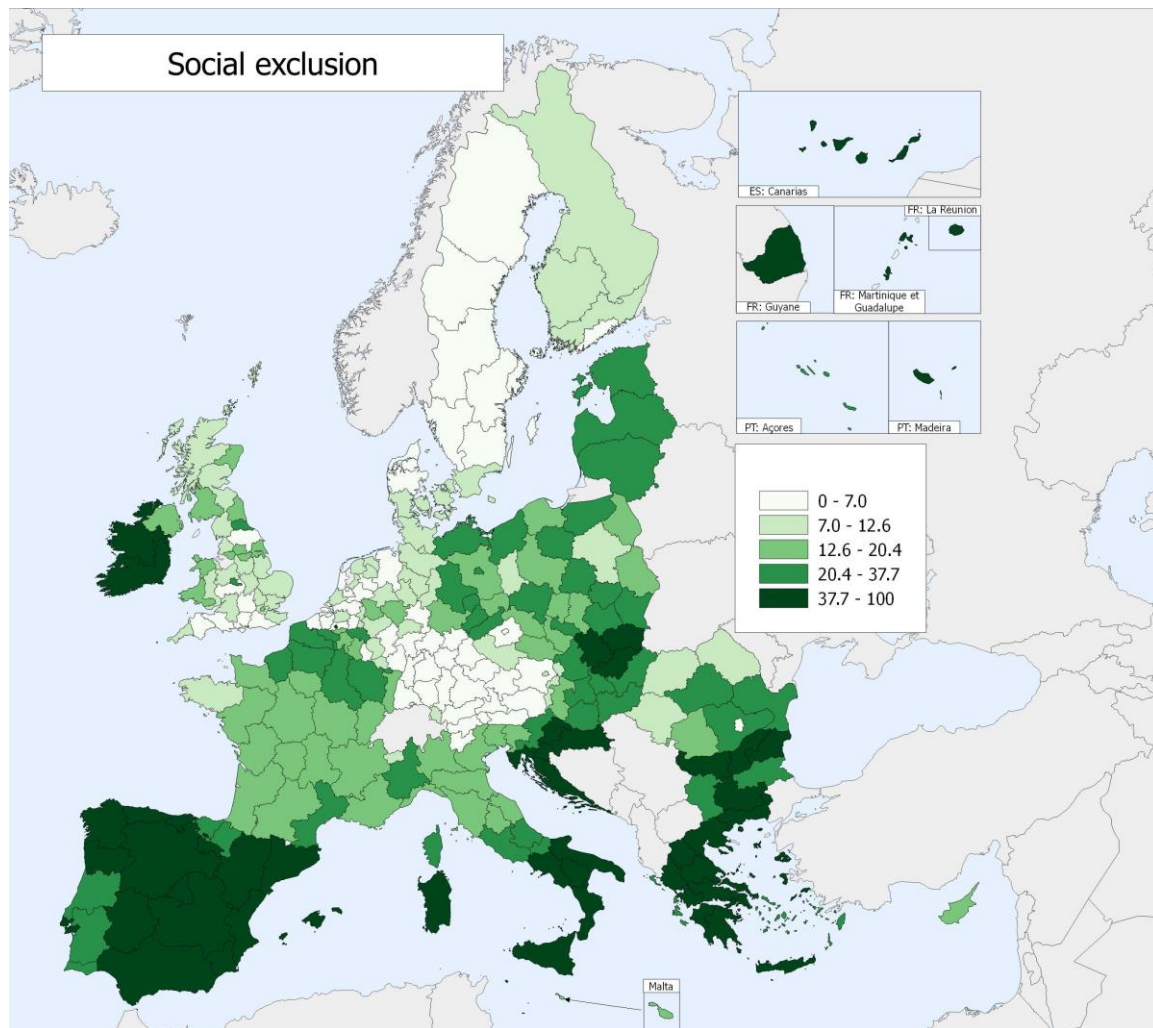 Social exclusion
ES: Canarias
FR: La Réunion
FR: Guyane
FR: Martinique et
Guadalupe
PT: Açores
PT: Madeira
0 - 7.0
7.0 - 12.6
12.6 - 20.4
20.4 - 37.7
37.7 - 100
Malta